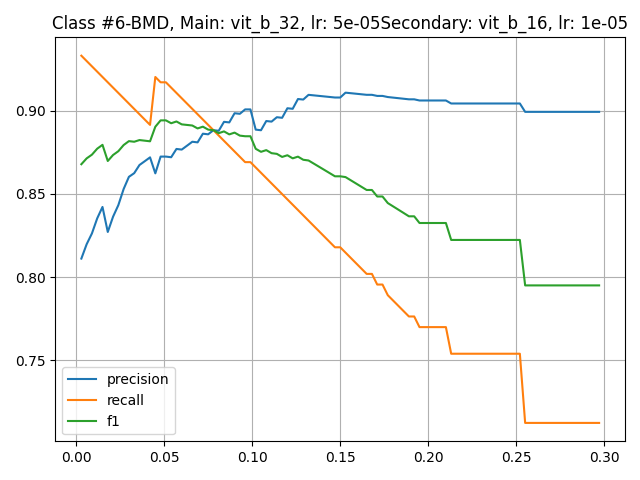 Class #6-BMD, Main: vit_b_32, lr: 5e-05Secondary: vit_b_16, lr: 1e-05
0.90
0.85
0.80
0.75
precision
recall
f1
0.00 0.05 0.10 0.15 0.20 0.25 0.30